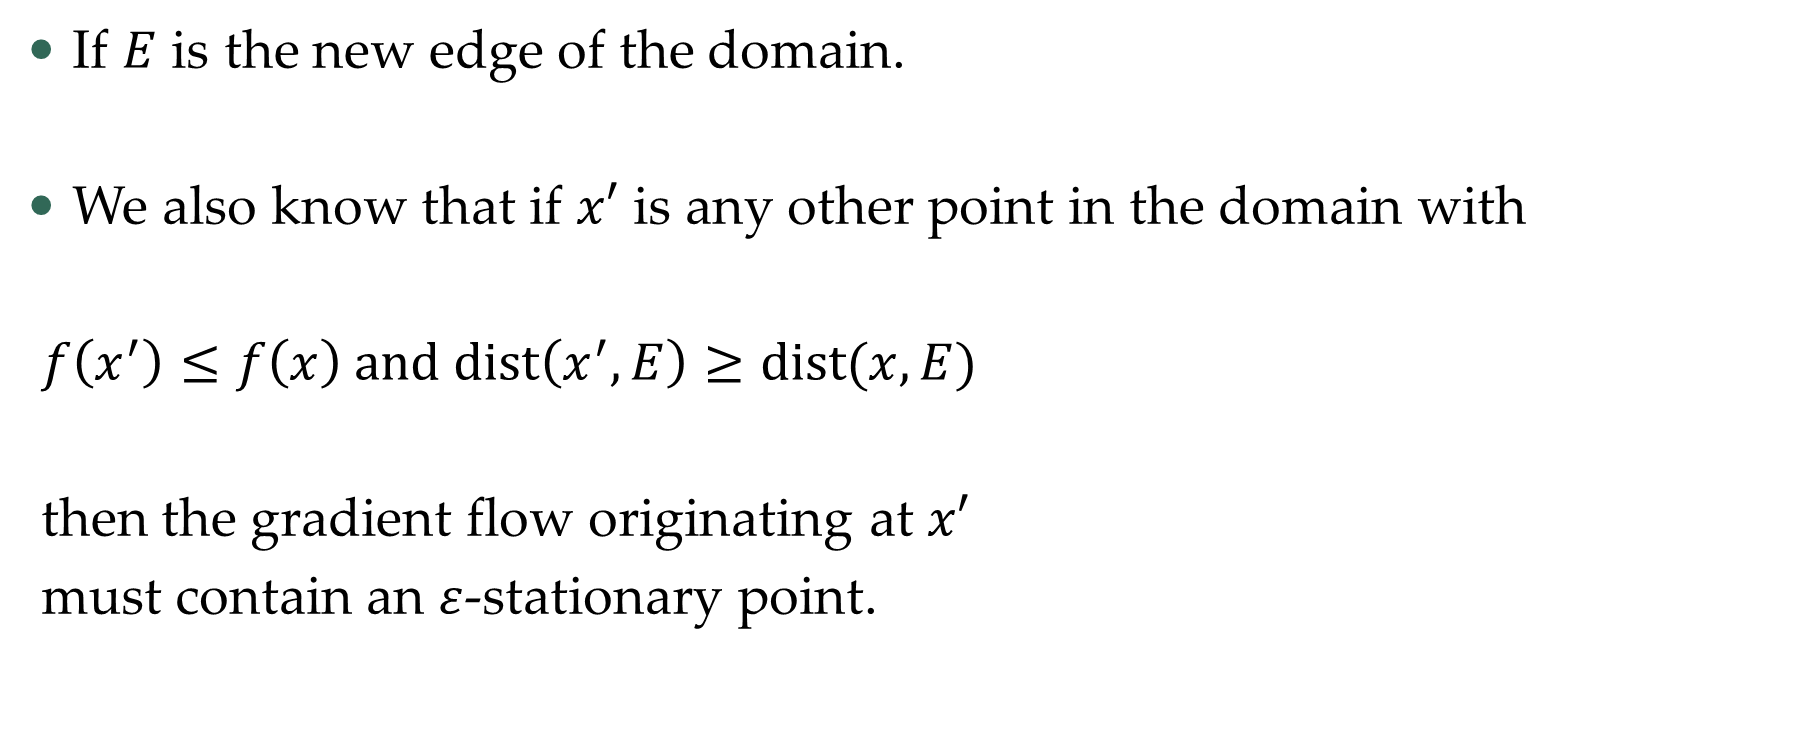 • If E is the new edge of the domain.
• We also know that if x′ is any other point in the domain with
f(x′) ≤ f(x) and dist(x′, E) ≥ dist(x, E)
then the gradient flow originating at x′
must contain an ε-stationary point.